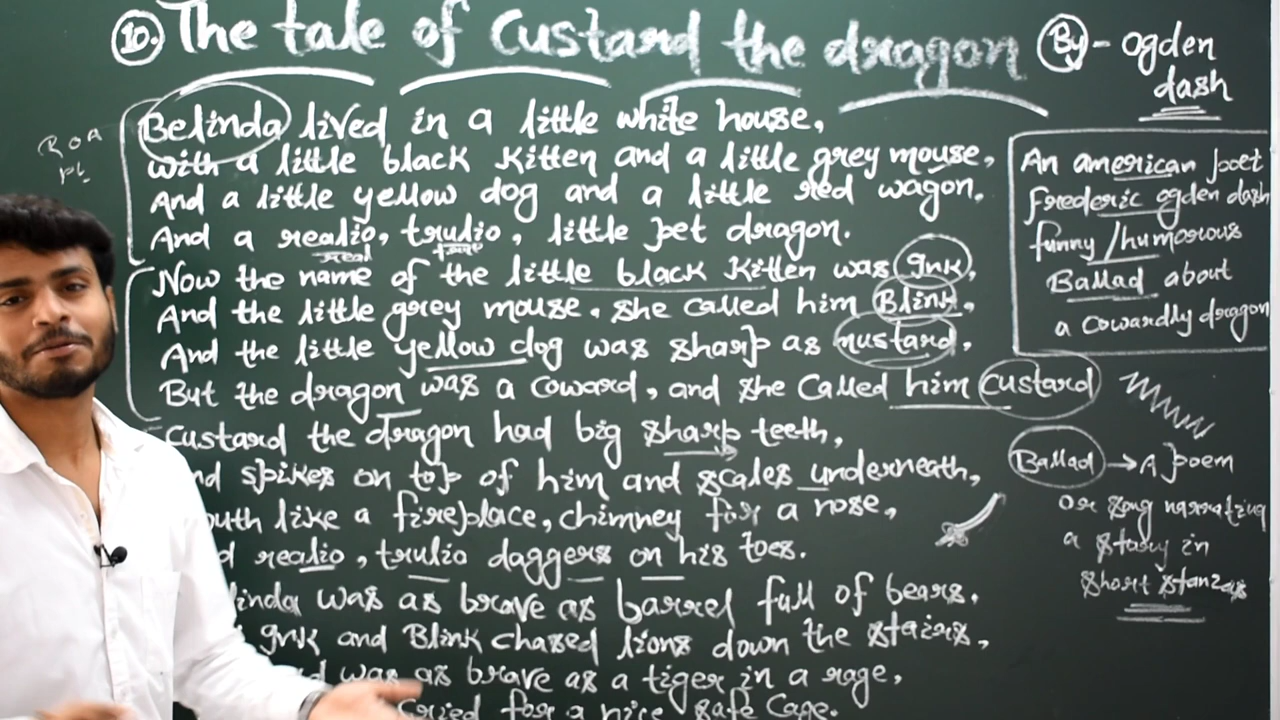 10. The tale of Custard the dragon
By - Ogden
dash
Belinda lived in a little white house,
With a little black Kitten and a little grey mouse,
And a little yellow dog and a little red wagon,
And a realio, trulio, little pet dragon.
real
true
Now the name of the little black Kitten was Ink,
And the little grey mouse, she called him Blink,
And the little yellow dog was sharp as mustard,
But the dragon was a coward, and she called him Custard
Custard the dragon had big sharp teeth,
nd spikes on top of him and scales underneath,
outh like a fireplace, chimney for a nose,
d realio, trulio daggers on his toes.
linda was as brave as barrel full of bears,
Ink and Blink chased lions down the stairs,
d was as brave as a tiger in a rage,
cried for a nice safe Cage.
An american poet
Frederic ogden dash
funny / humorous
Ballad about
a cowardly dragon
Ballad → A poem
or song narrating
a story in
short stanzas